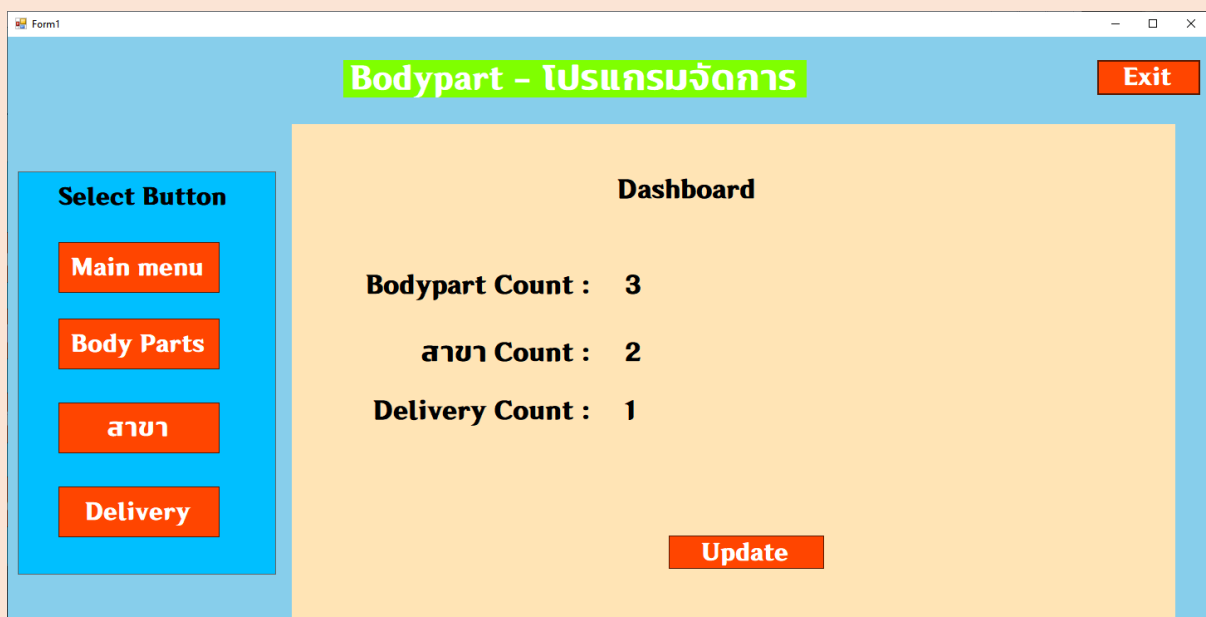 Form1
Bodypart - โปรแกรมจัดการ
Exit
Select Button
Main menu
Body Parts
สาขา
Delivery
Dashboard
Bodypart Count : 3
สาขา Count : 2
Delivery Count : 1
Update